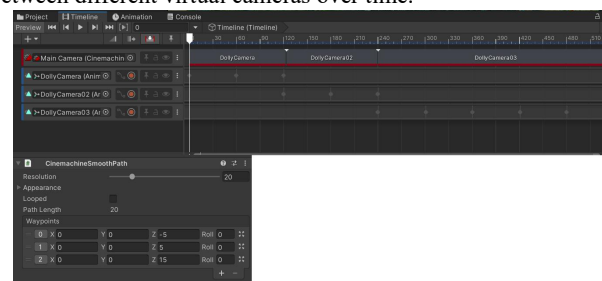 etween different virtual cameras over time.
Project Timeline Animation Console
Preview 0 Timeline (Timeline)
30 60 90 120 150 180 210 240 270 300 330 360 390 420 450 480 510
Main Camera (Cinemachin DollyCamera DollyCamera02 DollyCamera03
DollyCamera (Anim
DollyCamera02 (Ar
DollyCamera03 (Ar
CinemachineSmoothPath
Resolution 20
Appearance
Looped
Path Length 20
Waypoints
0 X 0 Y 0 Z -5 Roll 0
1 X 0 Y 0 Z 5 Roll 0
2 X 0 Y 0 Z 15 Roll 0
+ -